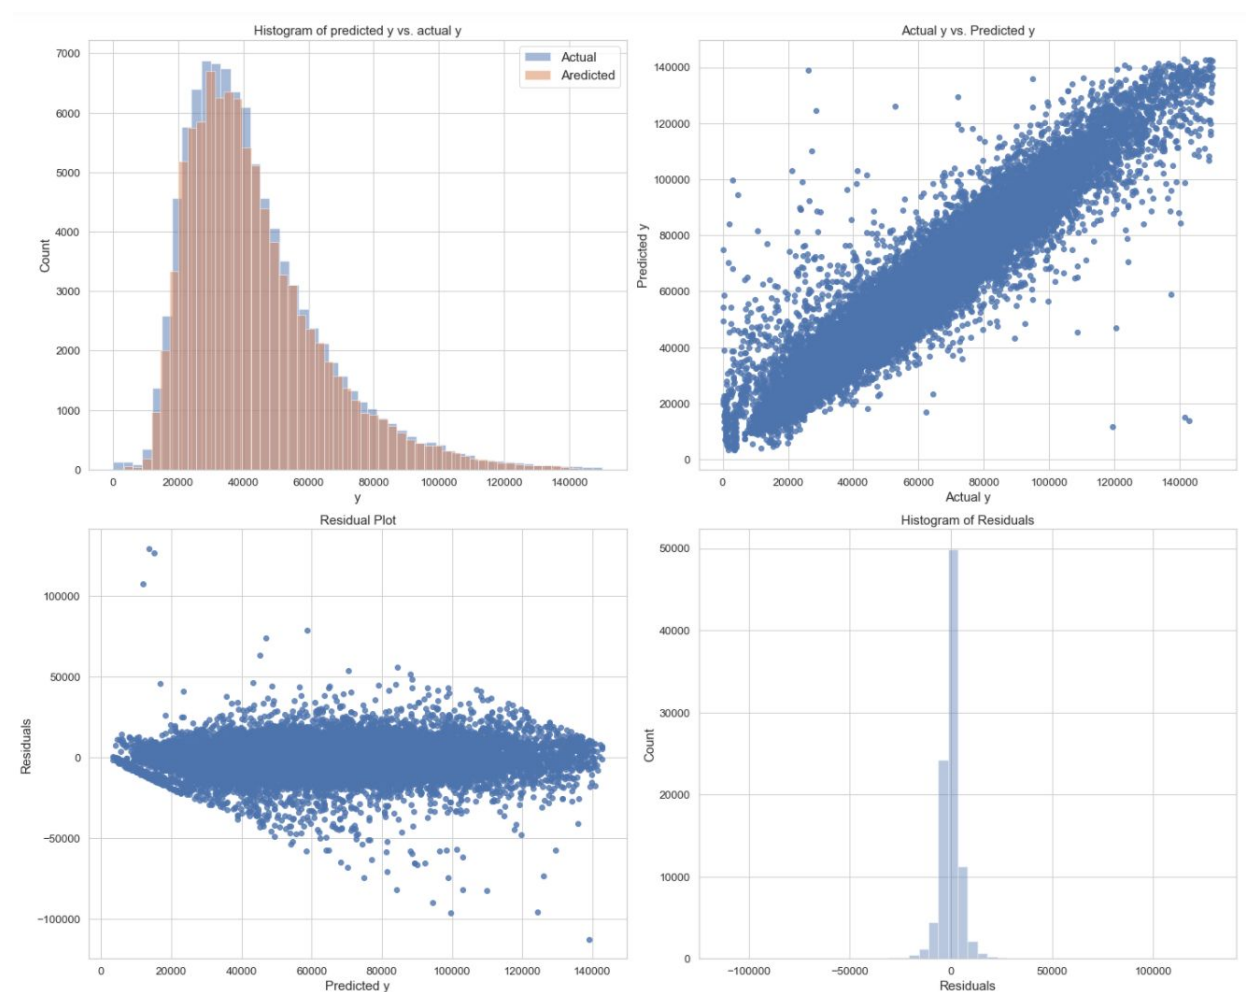 Histogram of predicted y vs. actual y
Actual
Aredicted
7000
6000
5000
4000
3000
2000
1000
0
Count
0 20000 40000 60000 80000 100000 120000 140000
y
Actual y vs. Predicted y
140000
120000
100000
80000
60000
40000
20000
0
Predicted y
0 20000 40000 60000 80000 100000 120000 140000
Actual y
Residual Plot
100000
50000
0
−50000
−100000
Residuals
0 20000 40000 60000 80000 100000 120000 140000
Predicted y
Histogram of Residuals
50000
40000
30000
20000
10000
0
Count
−100000 −50000 0 50000 100000
Residuals